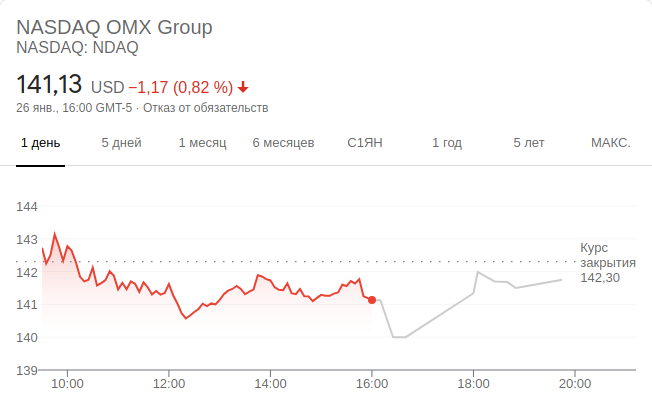 NASDAQ OMX Group
NASDAQ: NDAQ
141,13 USD −1,17 (0,82 %)
26 янв., 16:00 GMT-5 · Отказ от обязательств
1 день 5 дней 1 месяц 6 месяцев С1ЯН 1 год 5 лет МАКС.
144
143
142
141
140
139
Курс
закрытия
142,30
10:00 12:00 14:00 16:00 18:00 20:00